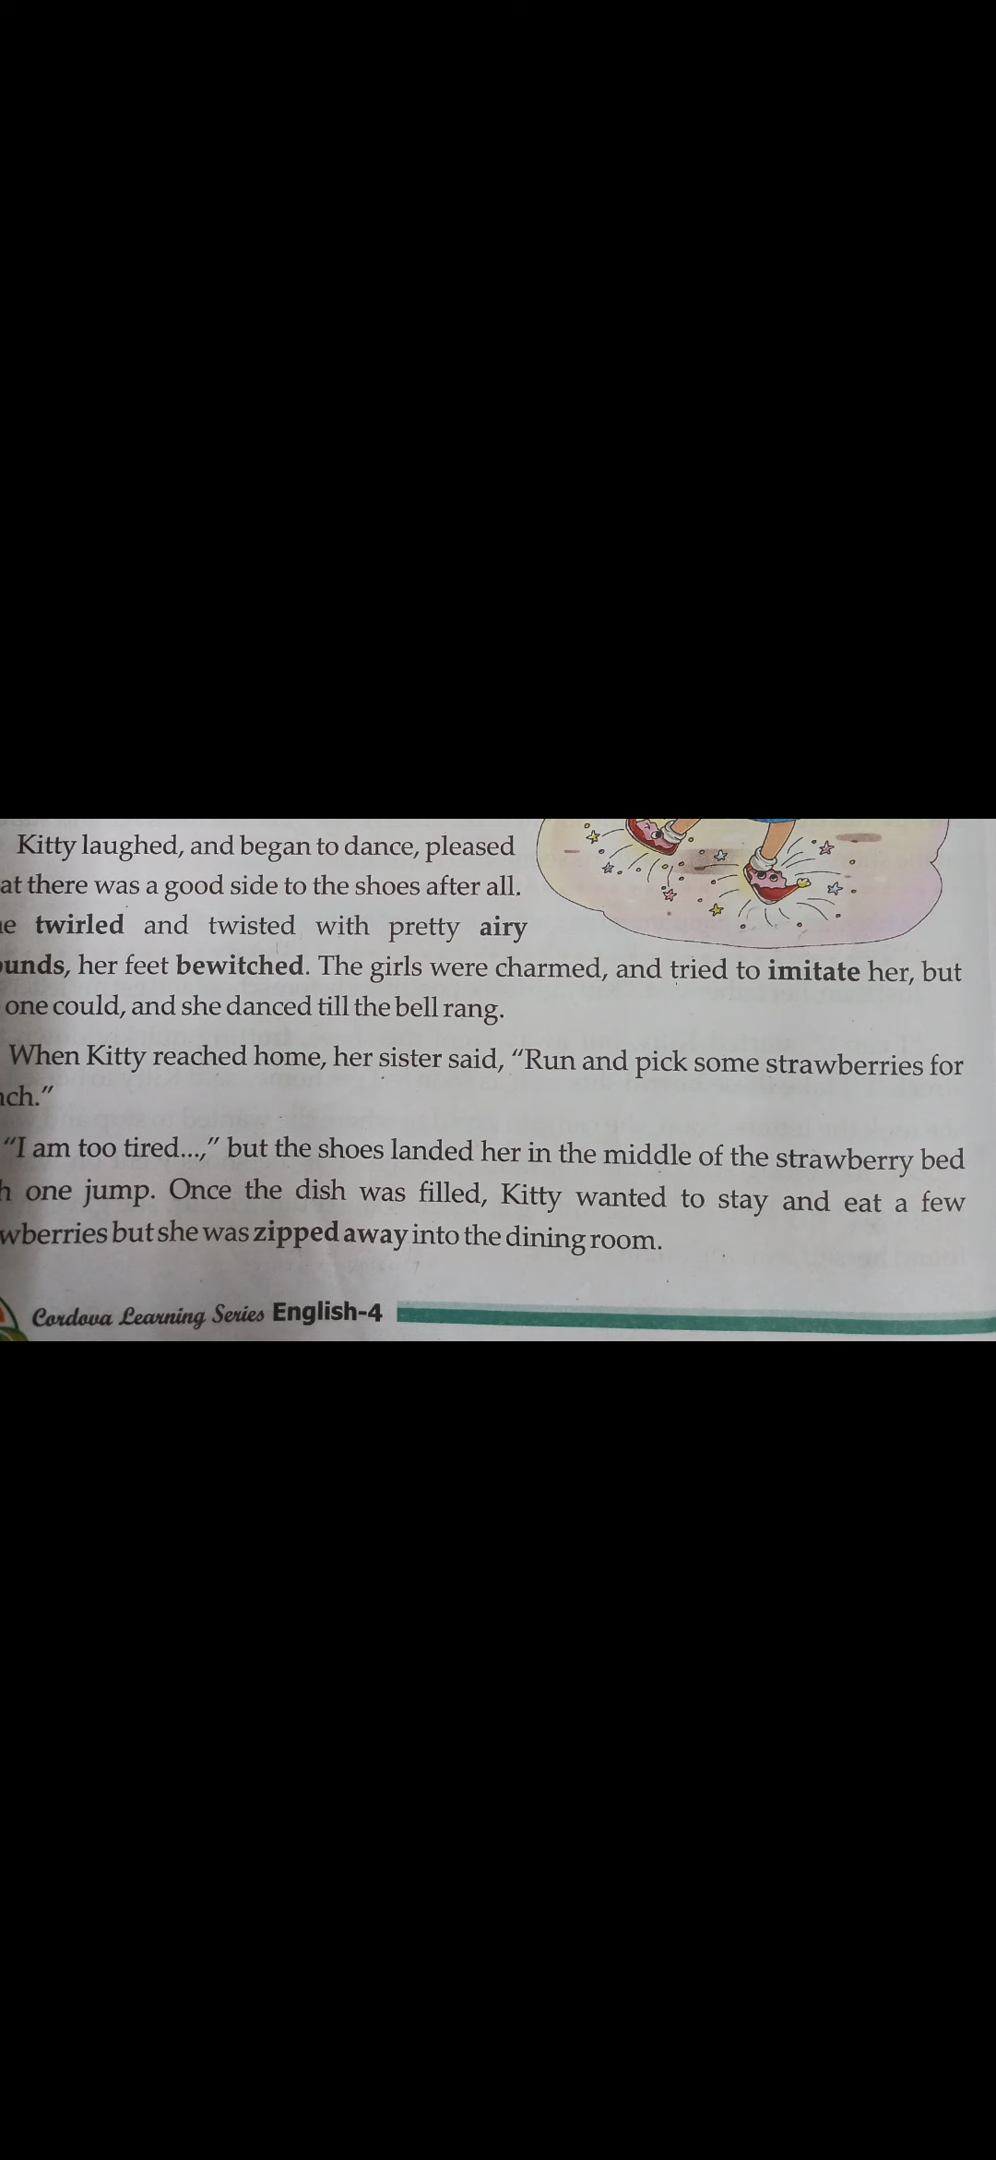 Kitty laughed, and began to dance, pleased
at there was a good side to the shoes after all.
e twirled and twisted with pretty airy
unds, her feet bewitched. The girls were charmed, and tried to imitate her, but
one could, and she danced till the bell rang.
When Kitty reached home, her sister said, “Run and pick some strawberries for
ch.”
“I am too tired...,” but the shoes landed her in the middle of the strawberry bed
h one jump. Once the dish was filled, Kitty wanted to stay and eat a few
wberries but she was zipped away into the dining room.
Cordova Learning Series English-4